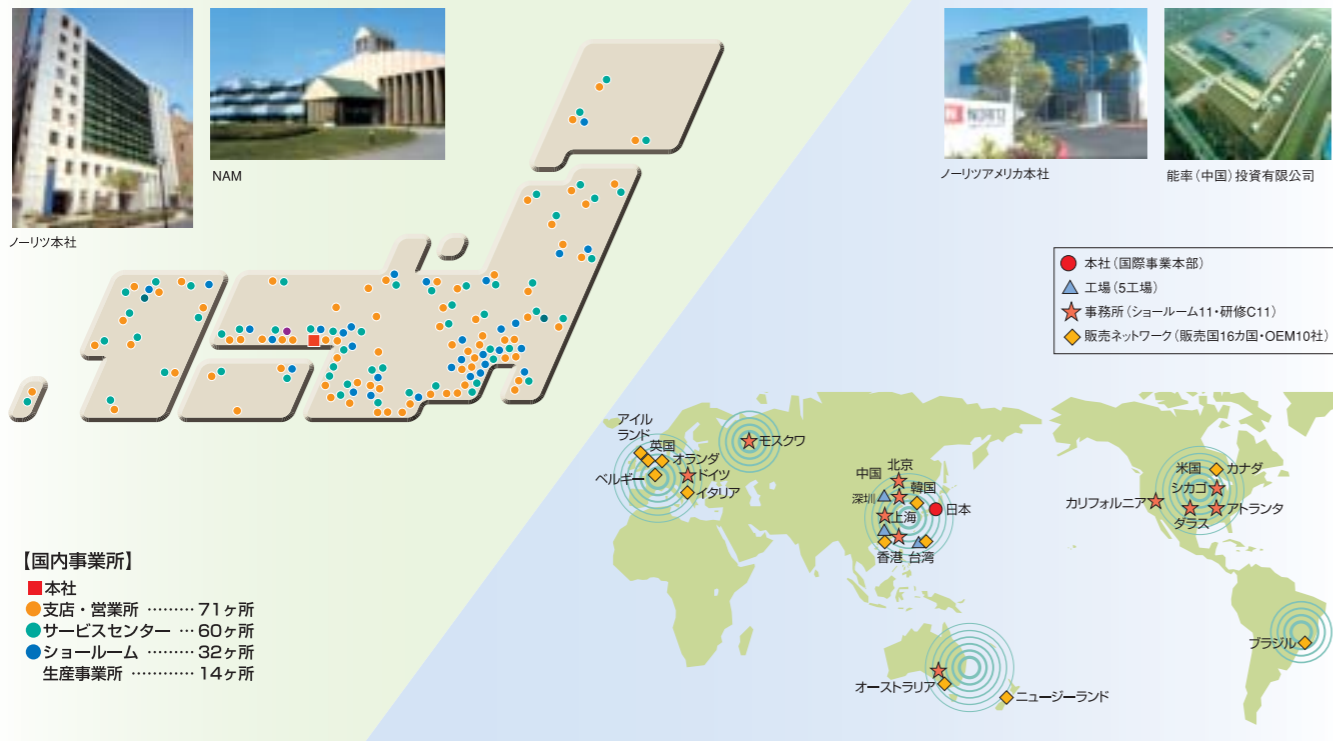 ノーリツ本社
NAM
NORITZ
ノーリツアメリカ本社
能率(中国)投資有限公司
本社(国際事業本部)
工場(5工場)
事務所(ショールーム11・研修C11)
販売ネットワーク(販売国16カ国・OEM10社)
アイル
ランド
英国
オランダ
ベルギー
ドイツ
イタリア
モスクワ
中国
北京
深圳
韓国
上海
日本
香港
台湾
米国
カナダ
シカゴ
カリフォルニア
ダラス
アトランタ
ブラジル
オーストラリア
ニュージーランド
【国内事業所】
本社
支店・営業所 ……… 71ヶ所
サービスセンター … 60ヶ所
ショールーム ……… 32ヶ所
生産事業所 ………… 14ヶ所